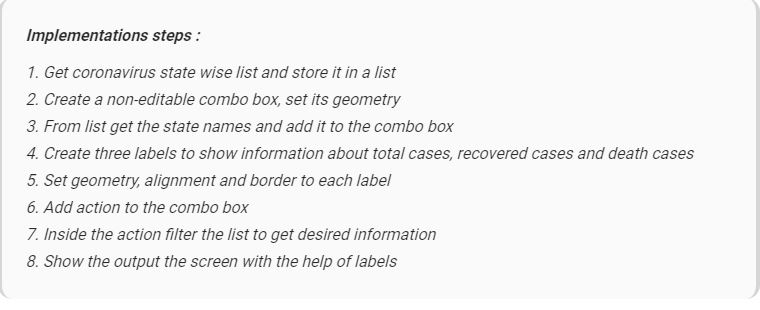 Implementations steps :
1. Get coronavirus state wise list and store it in a list
2. Create a non-editable combo box, set its geometry
3. From list get the state names and add it to the combo box
4. Create three labels to show information about total cases, recovered cases and death cases
5. Set geometry, alignment and border to each label
6. Add action to the combo box
7. Inside the action filter the list to get desired information
8. Show the output the screen with the help of labels